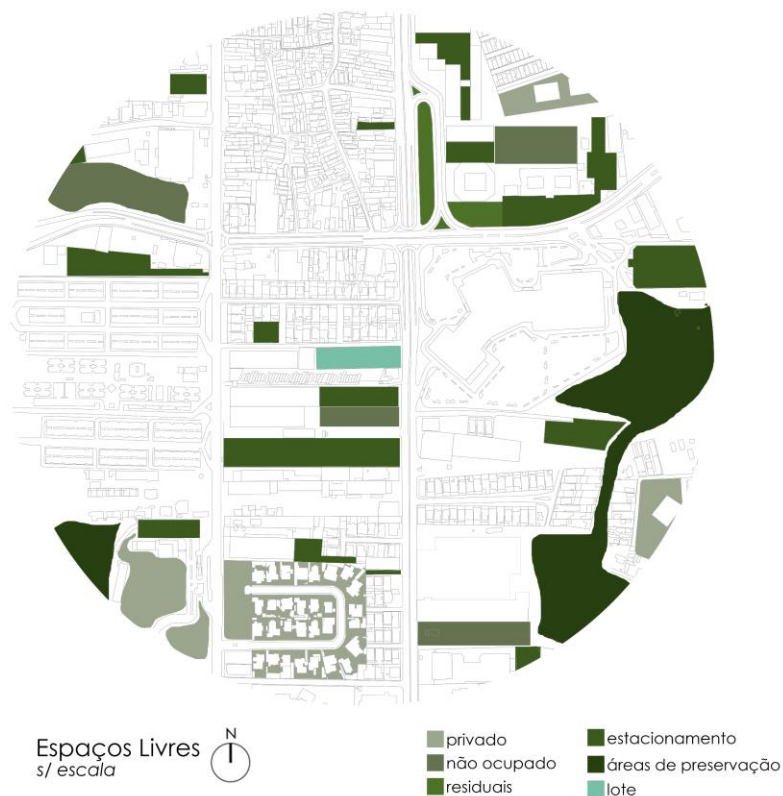 Espaços Livres
s/ escala
N
privado
não ocupado
residuais
estacionamento
áreas de preservação
lote